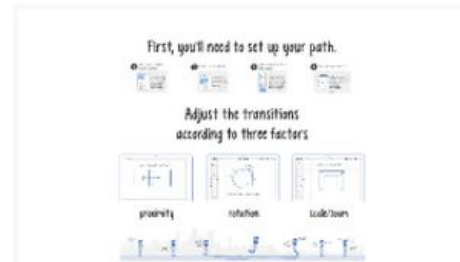 First, you'll need to set up your path.
Adjust the transitions
according to three factors
proximity
rotation
scale/zoom